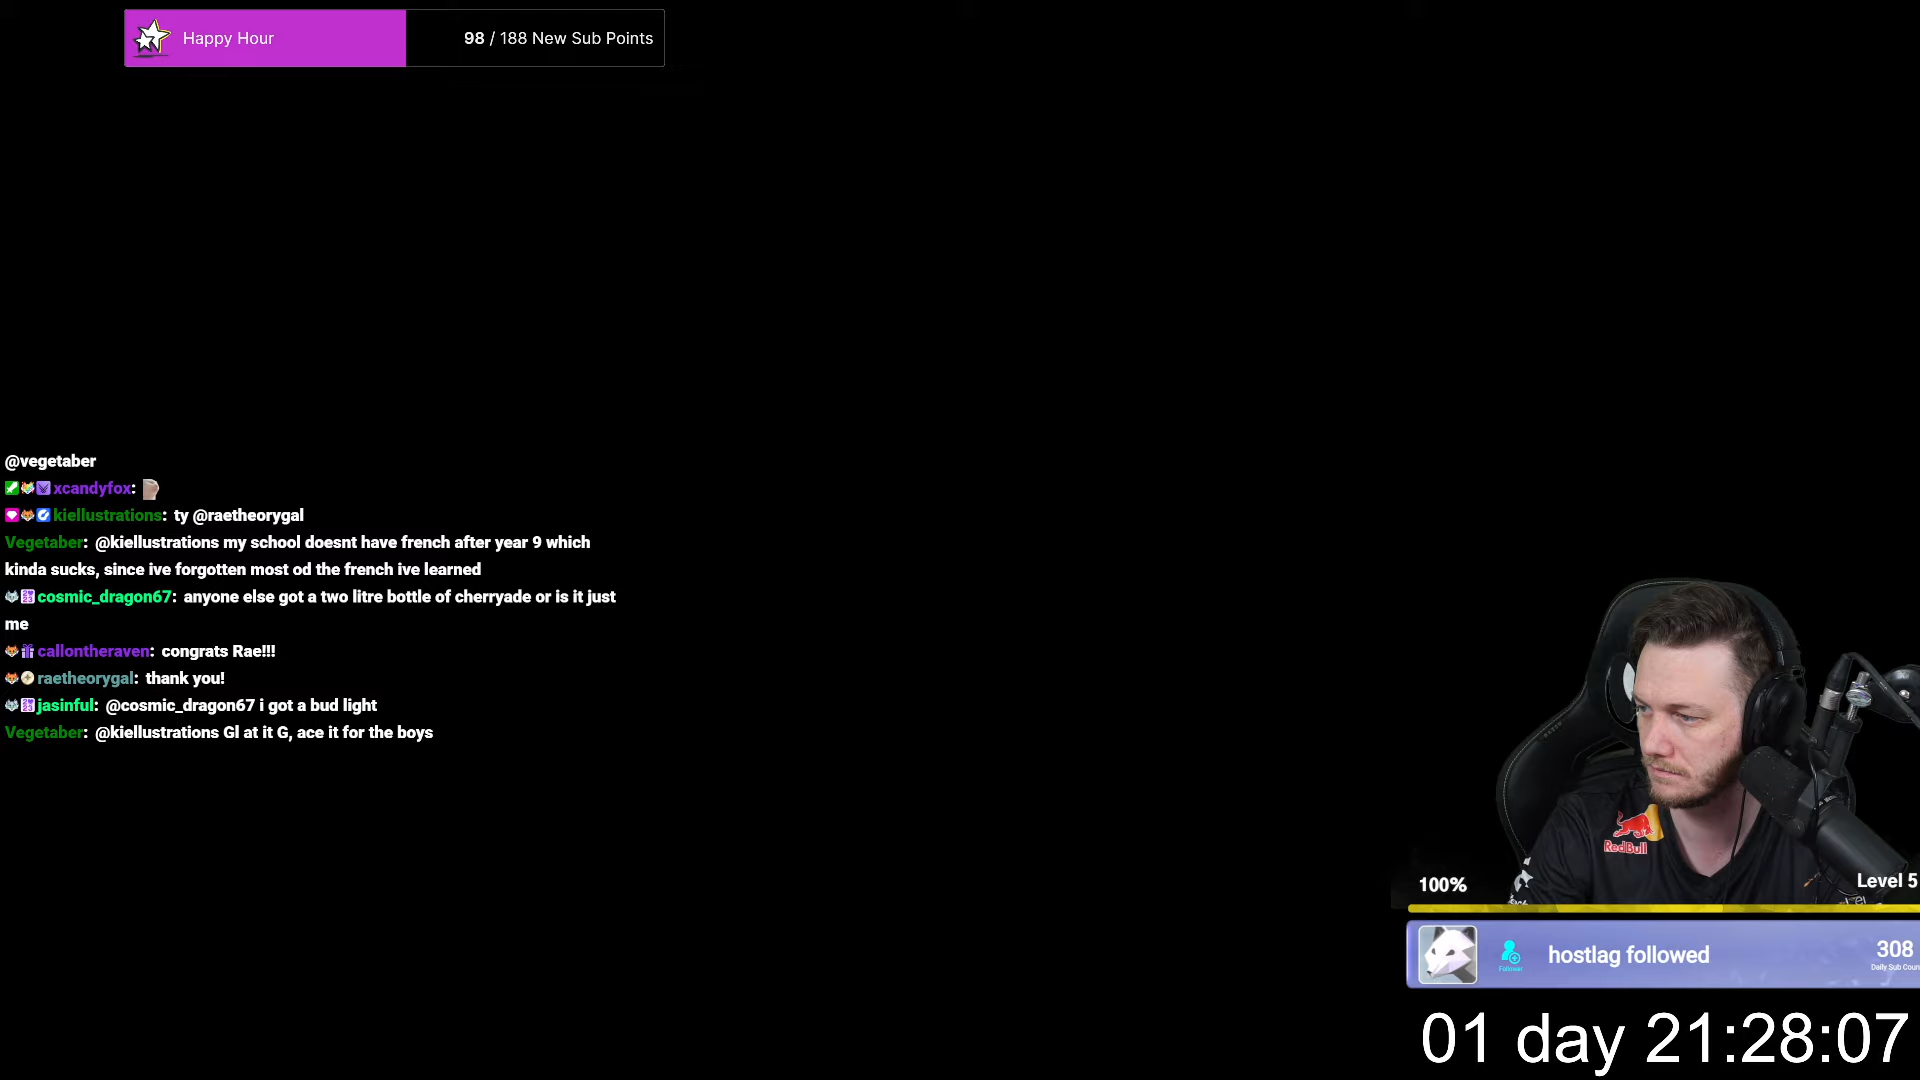 Happy Hour
98 / 188 New Sub Points
@vegetaber
xcandyfox:
kiellustrations: ty @raetheorygal
Vegetaber: @kiellustrations my school doesnt have french after year 9 which
kinda sucks, since ive forgotten most od the french ive learned
cosmic_dragon67: anyone else got a two litre bottle of cherryade or is it just
me
callontheraven: congrats Rae!!!
raetheorygal: thank you!
jasinful: @cosmic_dragon67 i got a bud light
Vegetaber: @kiellustrations Gl at it G, ace it for the boys
RedBull
100%
Level 5
Follower
hostlag followed
308
Daily Sub Coun
01 day 21:28:07